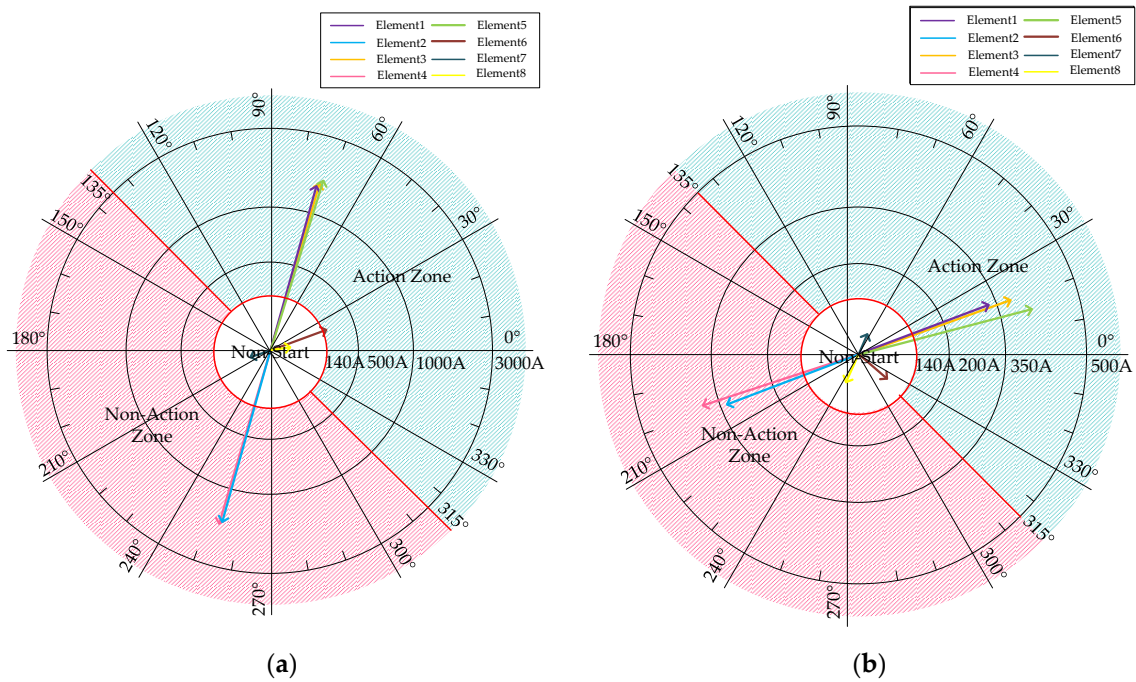 Element1
Element5
Element2
Element6
Element3
Element7
Element4
Element8
90°
120°
60°
135°
150°
30°
Action Zone
180°
0°
Non-Start
140A
500A
1000A
3000A
Non-Action
Zone
210°
330°
315°
240°
300°
270°
(a)
Element1
Element5
Element2
Element6
Element3
Element7
Element4
Element8
90°
120°
60°
135°
150°
30°
Action Zone
180°
0°
Non-Start
140A
200A
350A
500A
Non-Action
Zone
210°
330°
315°
240°
300°
270°
(b)